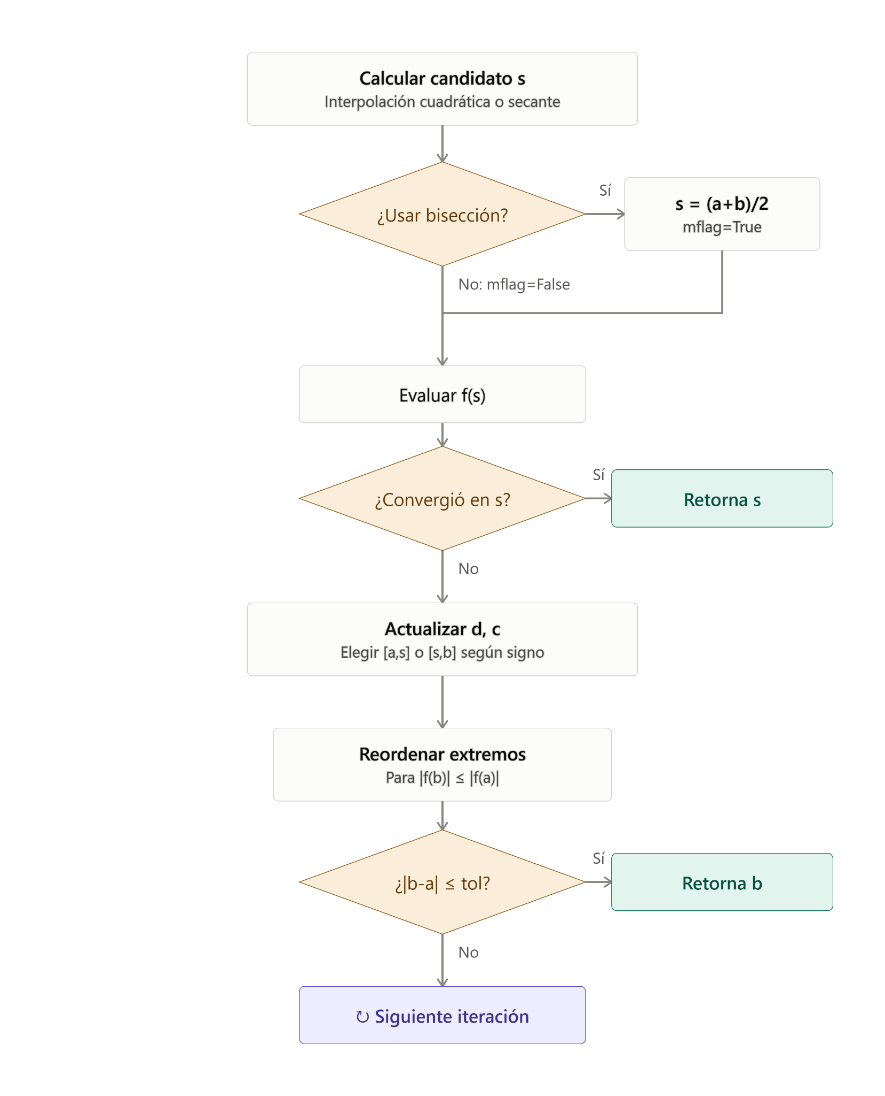 Calcular candidato s
Interpolación cuadrática o secante
¿Usar bisección?
Sí
s = (a+b)/2
mflag=True
No: mflag=False
Evaluar f(s)
¿Convergió en s?
Sí
Retorna s
No
Actualizar d, c
Elegir [a,s] o [s,b] según signo
Reordenar extremos
Para |f(b)| ≤ |f(a)|
¿|b-a| ≤ tol?
Sí
Retorna b
No
↻ Siguiente iteración